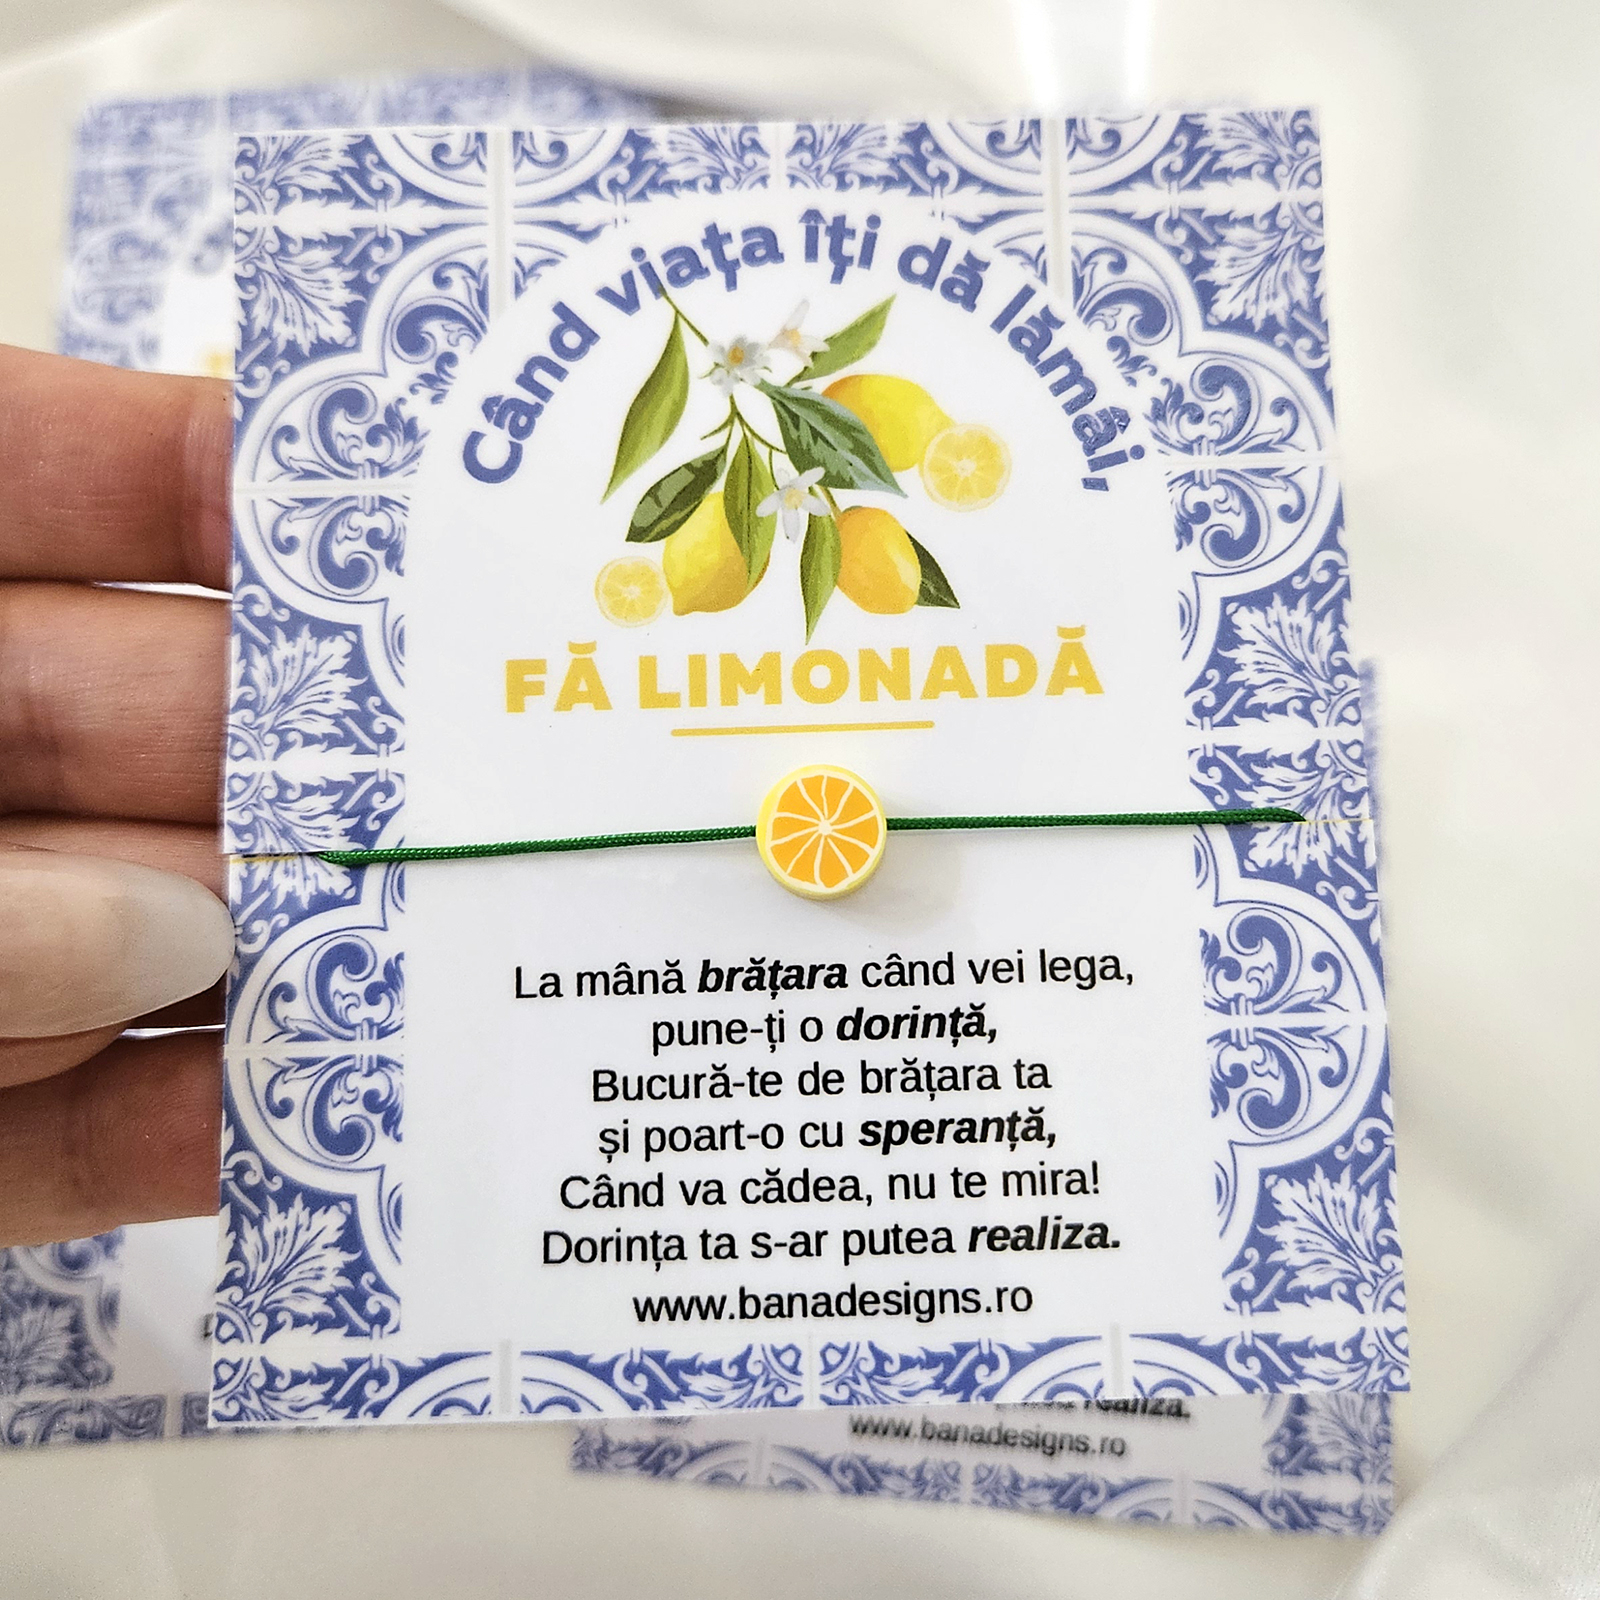 Când viața îți dă lămâi,
FĂ LIMONADĂ
La mână brățara când vei lega,
pune-ți o dorință,
Bucură-te de brățara ta
și poart-o cu speranță,
Când va cădea, nu te mira!
Dorința ta s-ar putea realiza.
www.banadesigns.ro
realiza.
www.banadesigns.ro